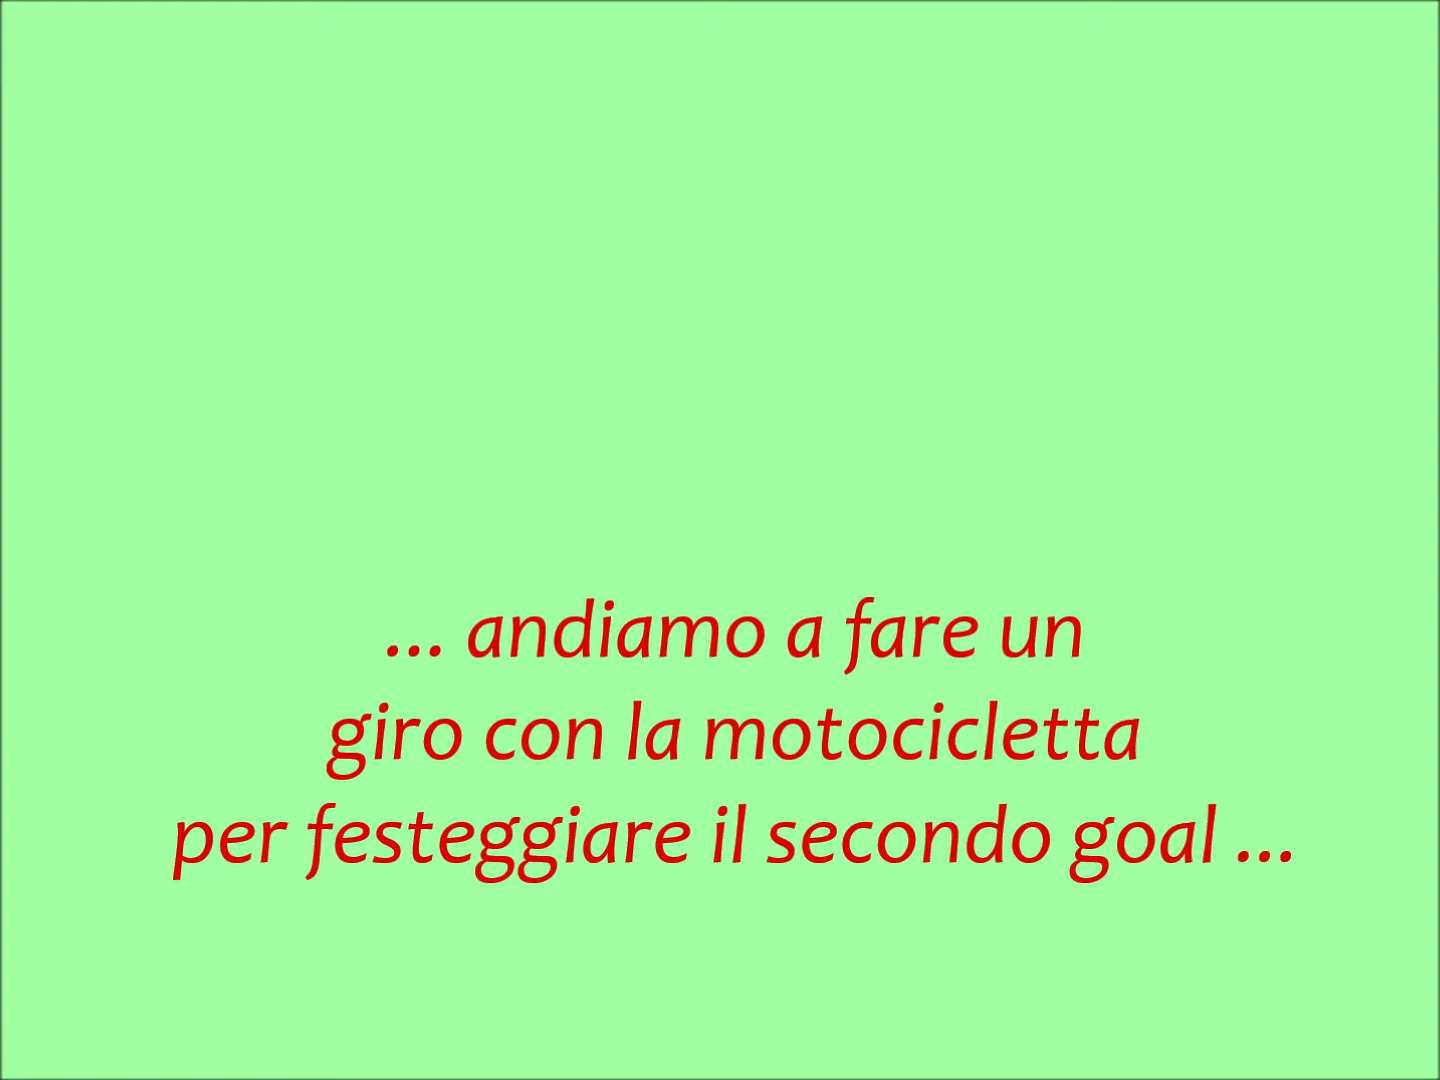 ... andiamo a fare un
giro con la motocicletta
per festeggiare il secondo goal ...